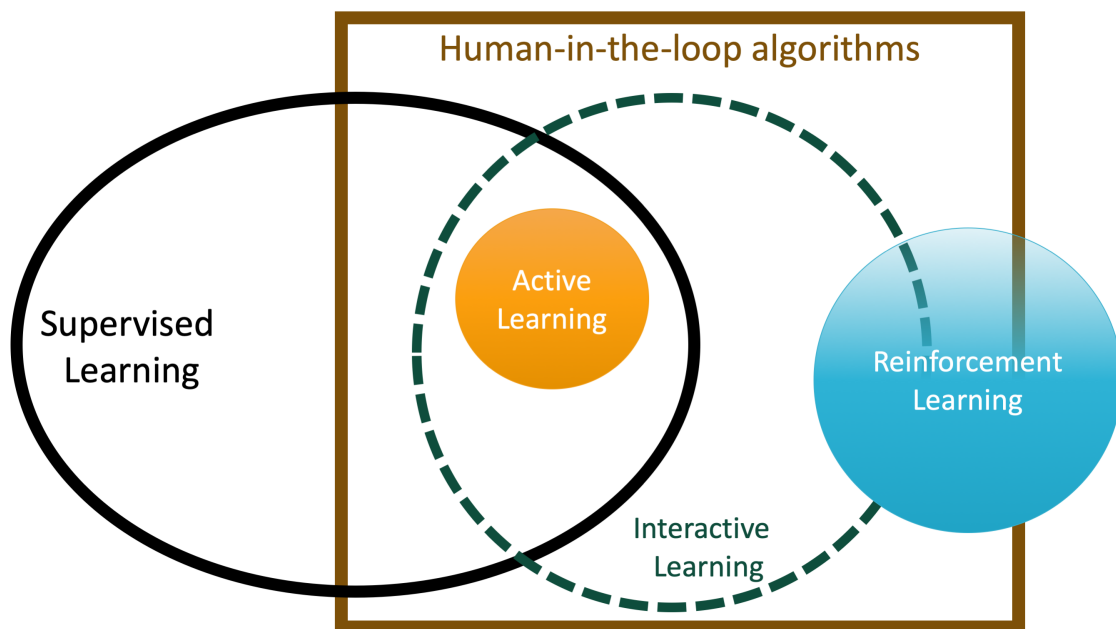 Human-in-the-loop algorithms
Supervised
Learning
Active
Learning
Reinforcement
Learning
Interactive
Learning